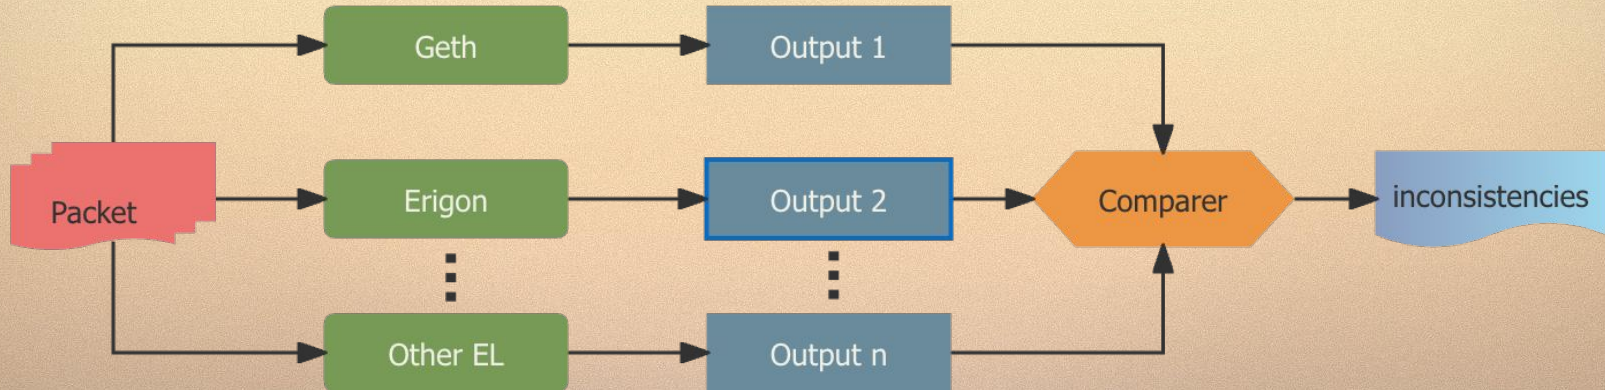 Geth
Output 1
Packet
Erigon
Output 2
Comparer
inconsistencies
Other EL
Output n